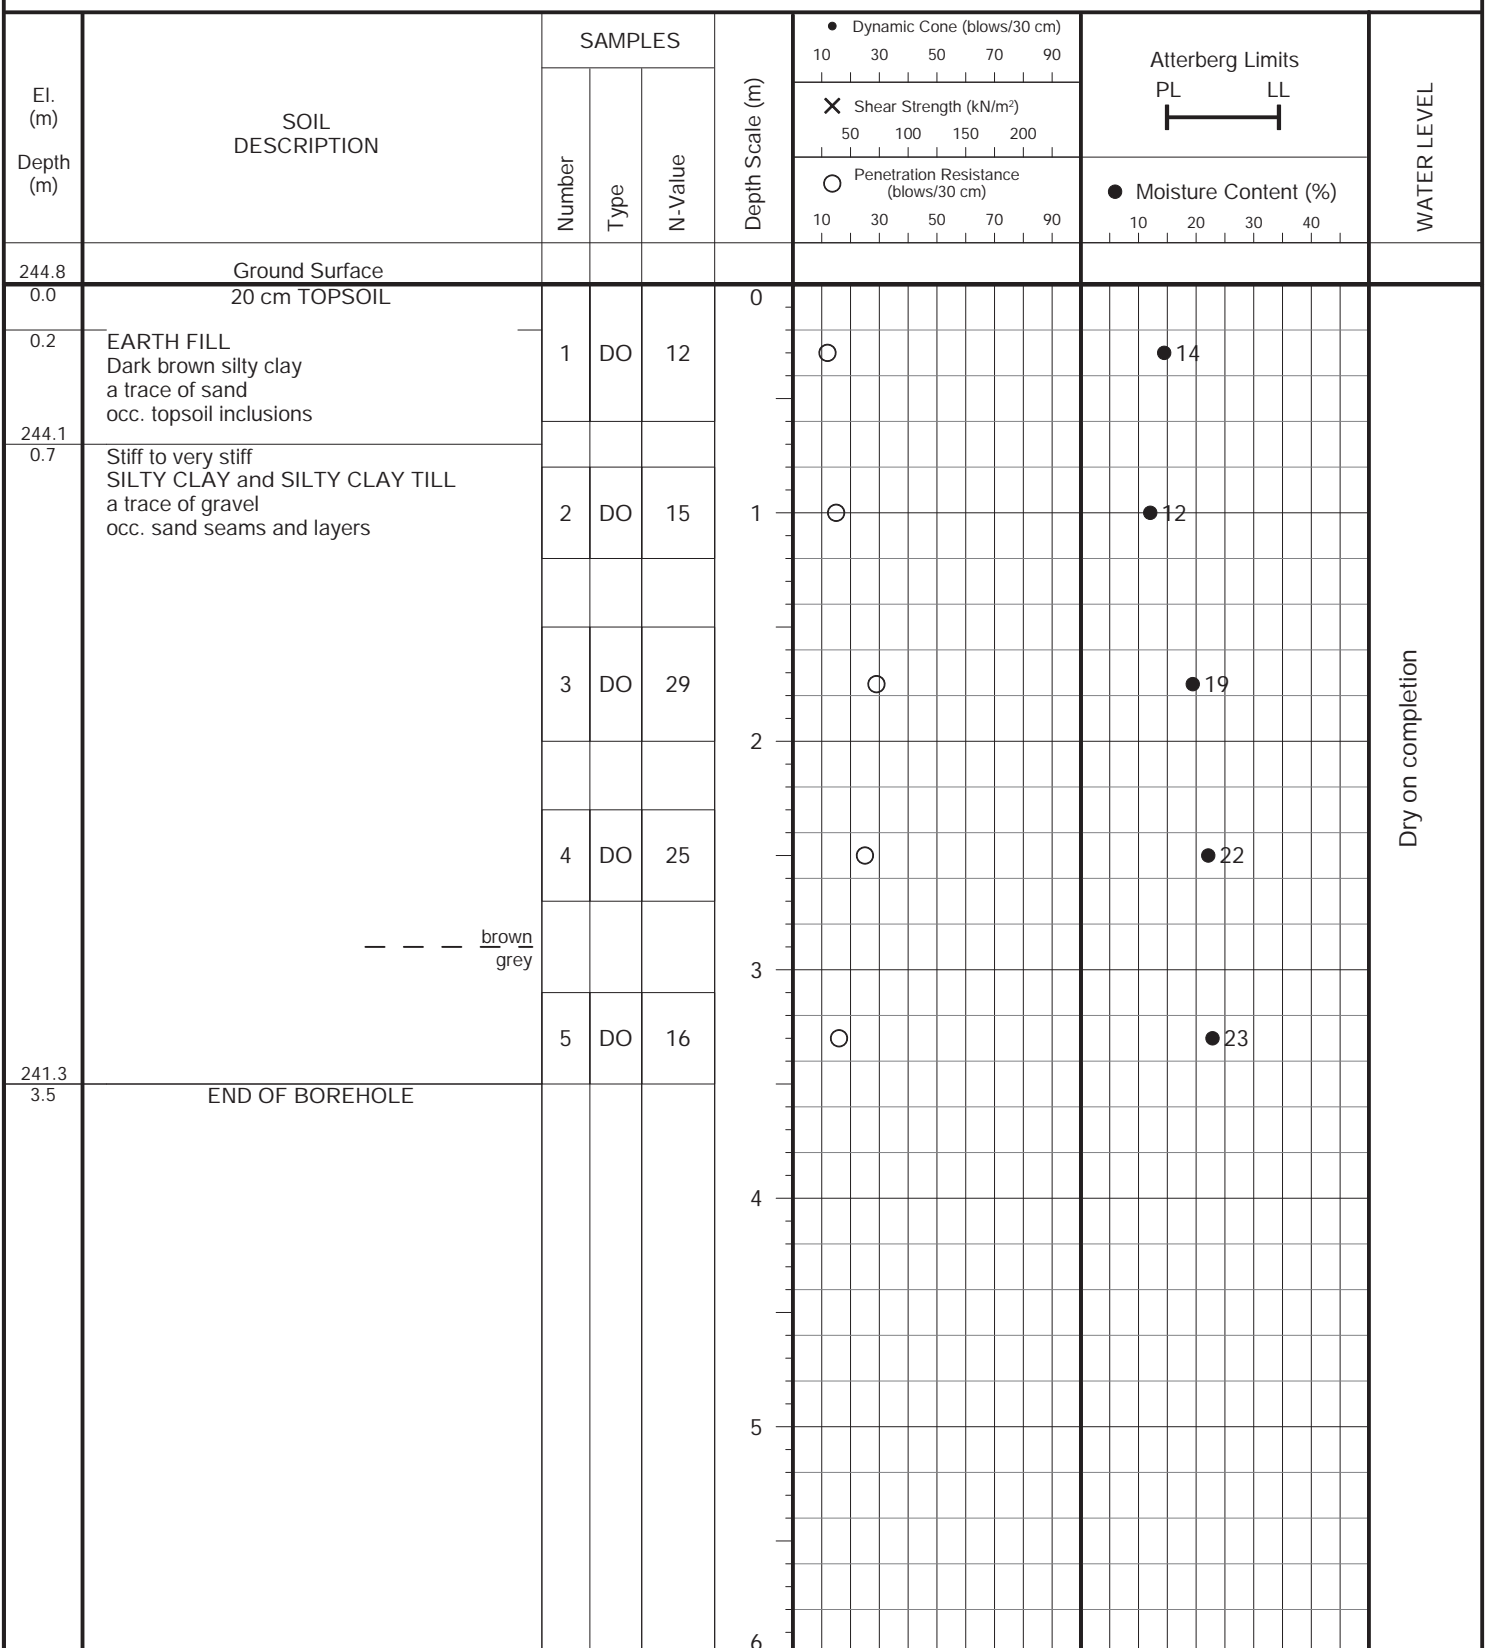 El.
(m)
Depth
(m)
SOIL
DESCRIPTION
SAMPLES
Number
Type
N-Value
Depth Scale (m)
Dynamic Cone (blows/30 cm)
10 30 50 70 90
Shear Strength (kN/m²)
50 100 150 200
Penetration Resistance
(blows/30 cm)
10 30 50 70 90
Atterberg Limits
PL LL
Moisture Content (%)
10 20 30 40
WATER LEVEL
244.8 Ground Surface
0.0 20 cm TOPSOIL 0
0.2 EARTH FILL
Dark brown silty clay
a trace of sand
occ. topsoil inclusions
1 DO 12 14
244.1
0.7 Stiff to very stiff
SILTY CLAY and SILTY CLAY TILL
a trace of gravel
occ. sand seams and layers
2 DO 15 1 12
3 DO 29 19
2
Dry on completion
4 DO 25 22
brown
grey
3
5 DO 16 23
241.3
3.5 END OF BOREHOLE
4
5
6